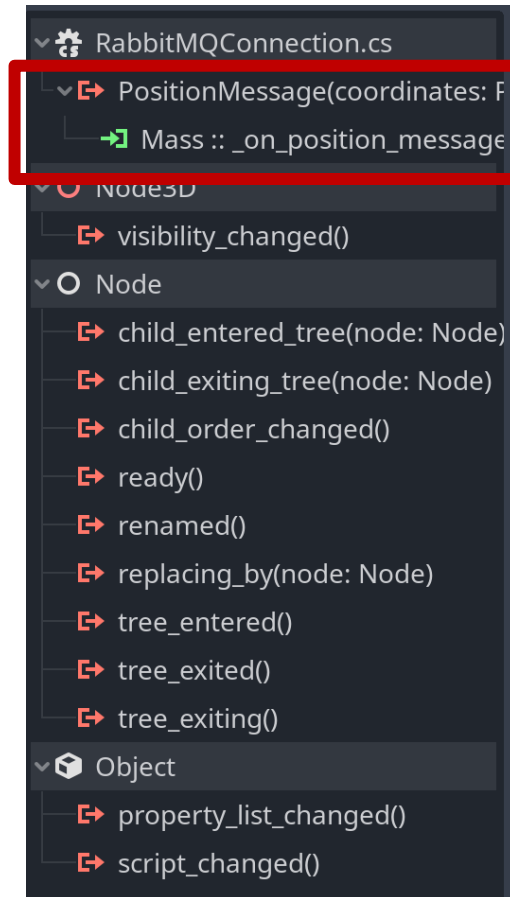 RabbitMQConnection.cs
PositionMessage(coordinates:
Mass :: _on_position_message
Node3D
visibility_changed()
Node
child_entered_tree(node: Node)
child_exiting_tree(node: Node)
child_order_changed()
ready()
renamed()
replacing_by(node: Node)
tree_entered()
tree_exited()
tree_exiting()
Object
property_list_changed()
script_changed()